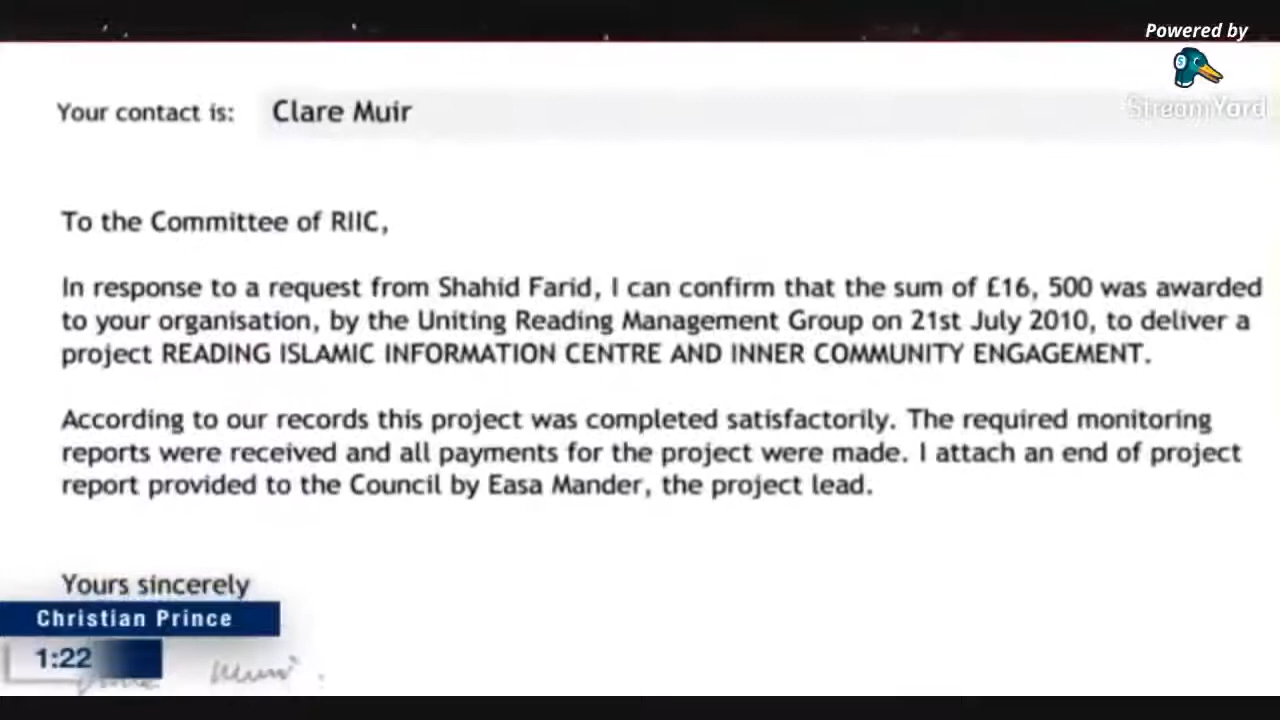 Powered by
StreamYard
Your contact is: Clare Muir
To the Committee of RIIC,
In response to a request from Shahid Farid, I can confirm that the sum of £16, 500 was awarded
to your organisation, by the Uniting Reading Management Group on 21st July 2010, to deliver a
project READING ISLAMIC INFORMATION CENTRE AND INNER COMMUNITY ENGAGEMENT.
According to our records this project was completed satisfactorily. The required monitoring
reports were received and all payments for the project were made. I attach an end of project
report provided to the Council by Easa Mander, the project lead.
Yours sincerely
Christian Prince
1:22
Muir